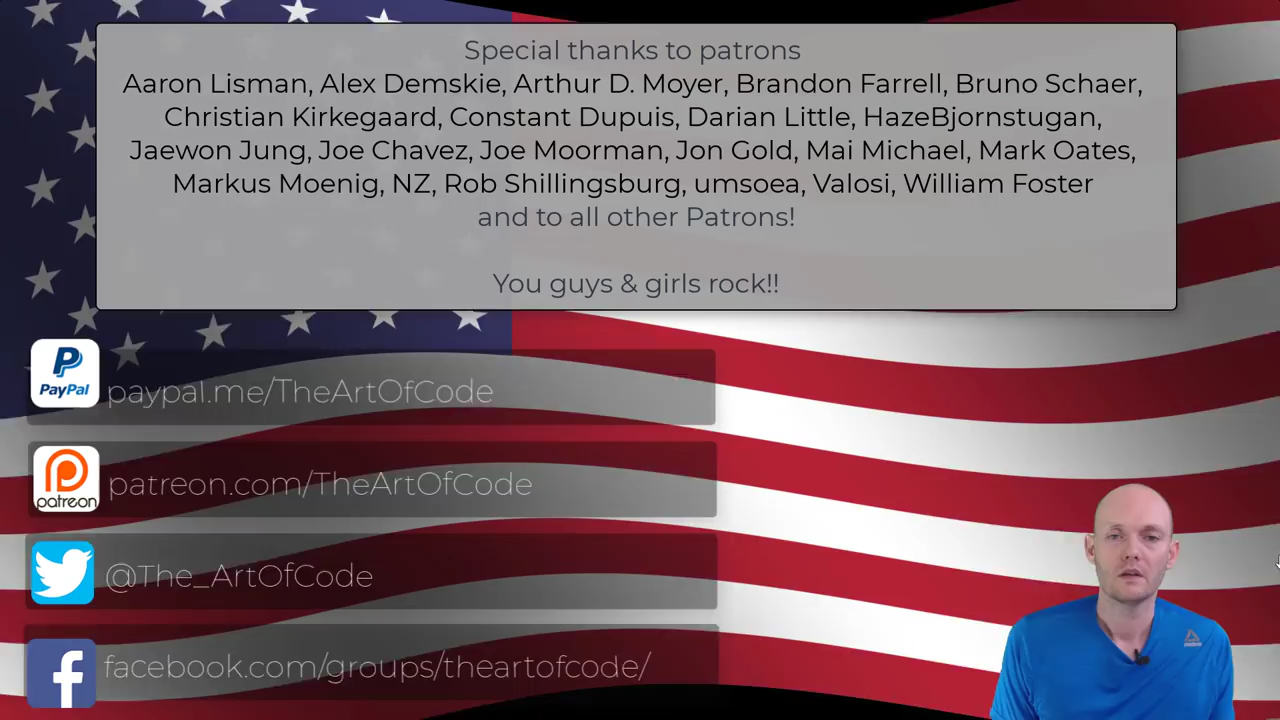 Special thanks to patrons
Aaron Lisman, Alex Demskie, Arthur D. Moyer, Brandon Farrell, Bruno Schaer,
Christian Kirkegaard, Constant Dupuis, Darian Little, HazeBjornstugan,
Jaewon Jung, Joe Chavez, Joe Moorman, Jon Gold, Mai Michael, Mark Oates,
Markus Moenig, NZ, Rob Shillingsburg, umsoea, Valosi, William Foster
and to all other Patrons!
You guys & girls rock!!
PayPal
paypal.me/TheArtOfCode
patreon
patreon.com/TheArtOfCode
@The_ArtOfCode
facebook.com/groups/theartofcode/